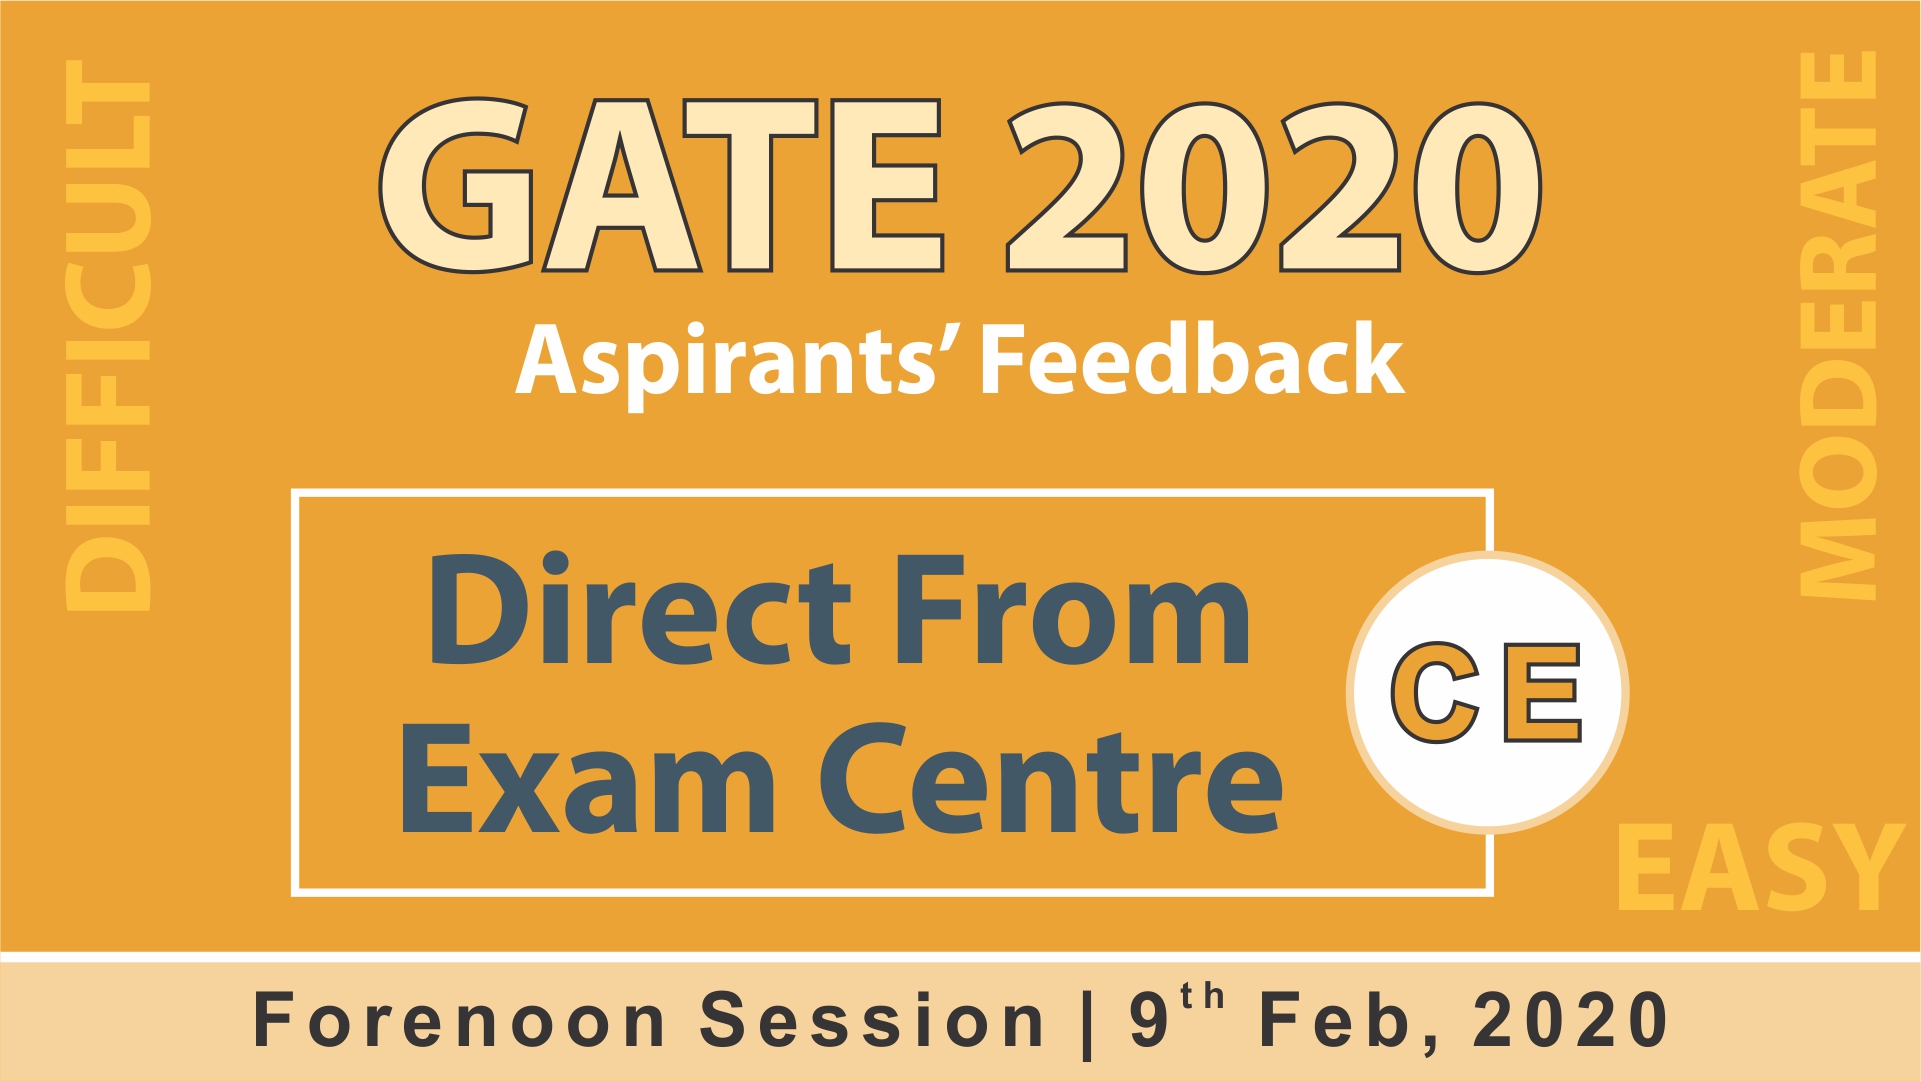 GATE 2020
Aspirants’ Feedback
DIFFICULT
MODERATE
Direct From
Exam Centre
CE
EASY
Forenoon Session | 9th Feb, 2020